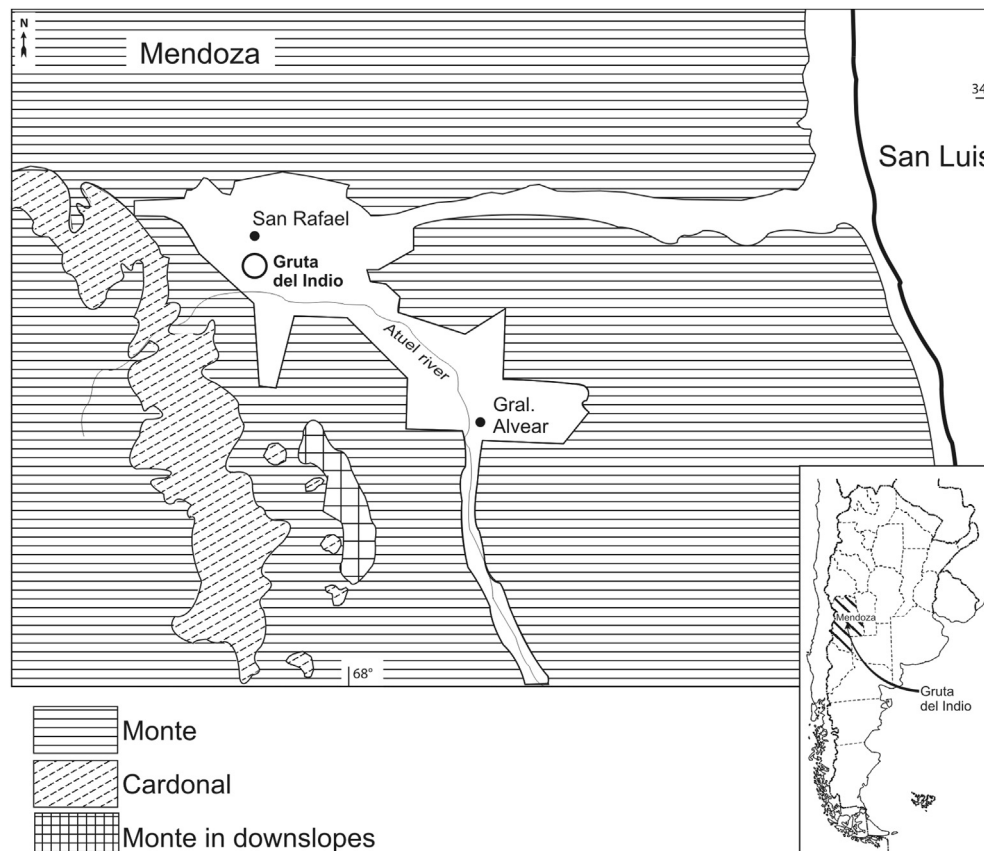 N
Mendoza
34
San Luis
San Rafael
Gruta
del Indio
Atuel river
Gral.
Alvear
68°
Mendoza
Gruta
del Indio
Monte
Cardonal
Monte in downslopes